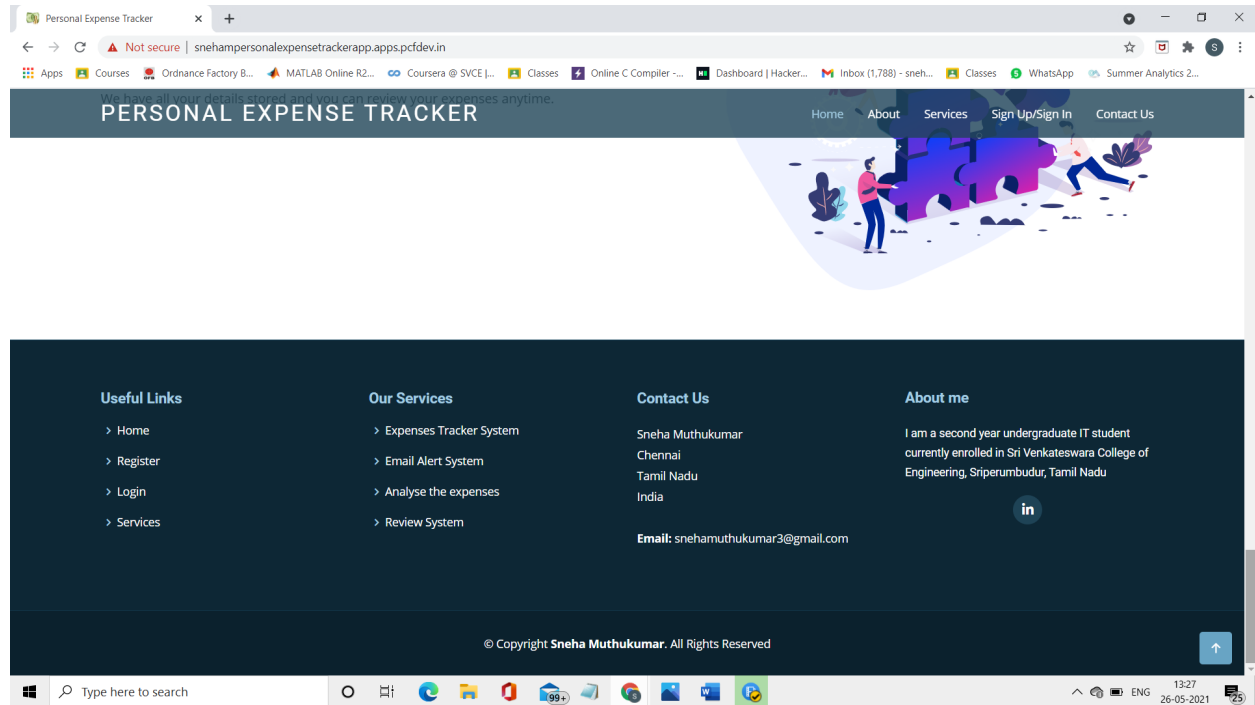 Personal Expense Tracker
Not secure | snehampersonalexpensetrackerapp.apps.pcfdev.in
S
Apps Courses Ordnance Factory B... MATLAB Online R2... Coursera @ SVCE |... Classes Online C Compiler -... Dashboard | Hacker... Inbox (1,788) - sneh... Classes WhatsApp Summer Analytics 2...
We have all your details stored and you can review your expenses anytime.
PERSONAL EXPENSE TRACKER
Home About Services Sign Up/Sign In Contact Us
Useful Links
Home
Register
Login
Services
Our Services
Expenses Tracker System
Email Alert System
Analyse the expenses
Review System
Contact Us
Sneha Muthukumar
Chennai
Tamil Nadu
India
Email: snehamuthukumar3@gmail.com
About me
I am a second year undergraduate IT student
currently enrolled in Sri Venkateswara College of
Engineering, Sriperumbudur, Tamil Nadu
in
© Copyright Sneha Muthukumar. All Rights Reserved
Type here to search
99+
ENG
13:27
26-05-2021
25